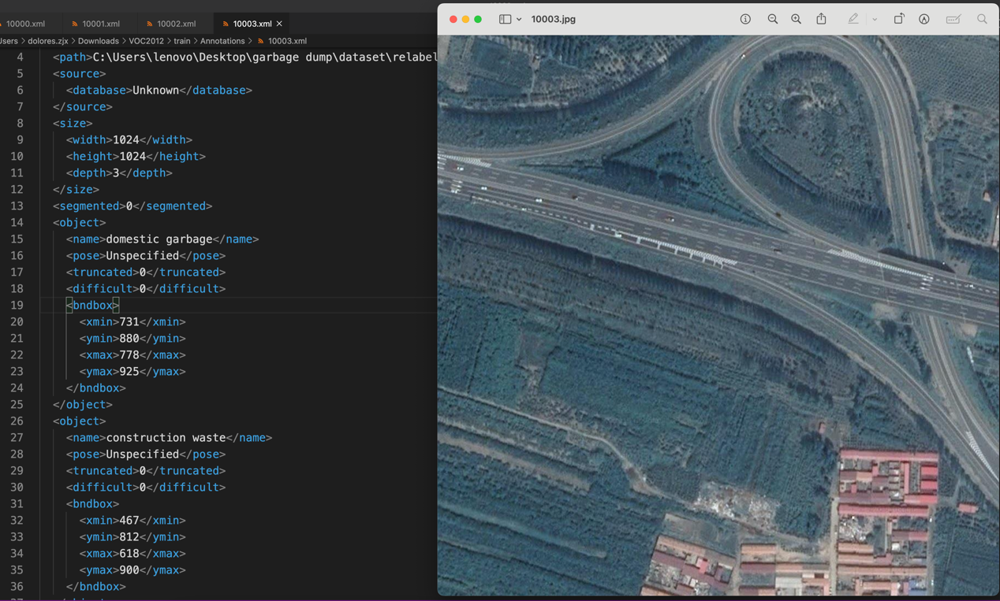 10000.xml
10001.xml
10002.xml
10003.xml
10003.jpg
dolores.zjx > Downloads > VOC2012 > train > Annotations > 10003.xml
4 <path>C:\Users\lenovo\Desktop\garbage dump\dataset\relabel
5 <source>
6 <database>Unknown</database>
7 </source>
8 <size>
9 <width>1024</width>
10 <height>1024</height>
11 <depth>3</depth>
12 </size>
13 <segmented>0</segmented>
14 <object>
15 <name>domestic garbage</name>
16 <pose>Unspecified</pose>
17 <truncated>0</truncated>
18 <difficult>0</difficult>
19 <bndbox>
20 <xmin>731</xmin>
21 <ymin>880</ymin>
22 <xmax>778</xmax>
23 <ymax>925</ymax>
24 </bndbox>
25 </object>
26 <object>
27 <name>construction waste</name>
28 <pose>Unspecified</pose>
29 <truncated>0</truncated>
30 <difficult>0</difficult>
31 <bndbox>
32 <xmin>467</xmin>
33 <ymin>812</ymin>
34 <xmax>618</xmax>
35 <ymax>900</ymax>
36 </bndbox>